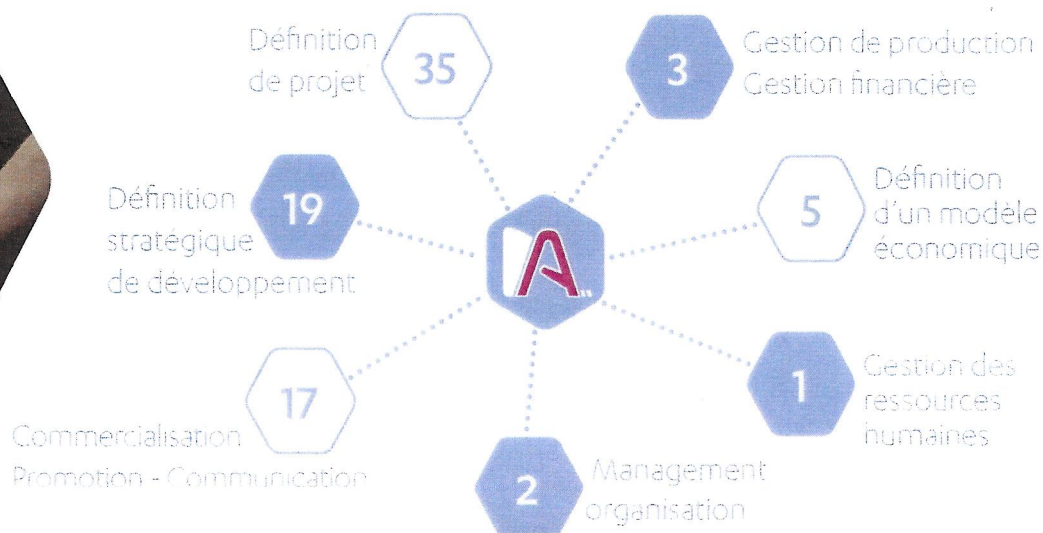 Définition
de projet
35
3
Gestion de production
Gestion financière
Définition
stratégique
de développement
19
5
Définition
d'un modèle
économique
A
17
Commercialisation
Promotion - Communication
1
Gestion des
ressources
humaines
2
Management
organisation